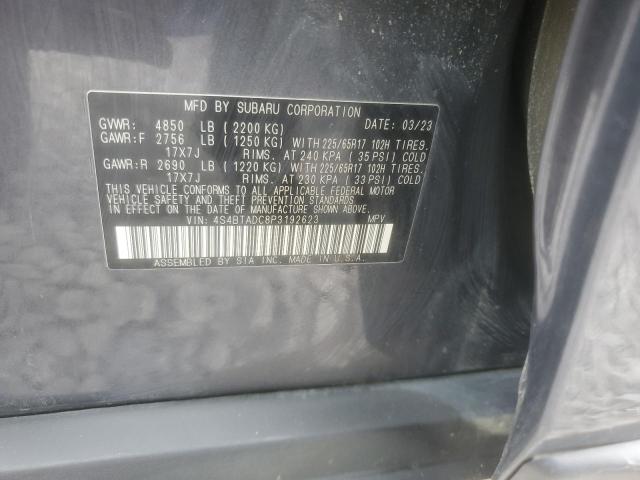 MFD BY SUBARU CORPORATION
GVWR: 4850 LB (2200 KG) DATE: 03/23
GAWR:F 2756 LB (1250 KG) WITH 225/65R17 102H TIRES.
17X7J RIMS. AT 240 KPA (35 PSI) COLD
GAWR:R 2690 LB (1220 KG) WITH 225/65R17 102H TIRES.
17X7J RIMS. AT 230 KPA (33 PSI) COLD
THIS VEHICLE CONFORMS TO ALL APPLICABLE FEDERAL MOTOR
VEHICLE SAFETY, BUMPER, AND THEFT PREVENTION STANDARDS
IN EFFECT ON THE DATE OF MANUFACTURE SHOWN ABOVE.
VIN: 4S4BTADC8P3192623 MPV
ASSEMBLED BY SIA INC. MADE IN U.S.A.